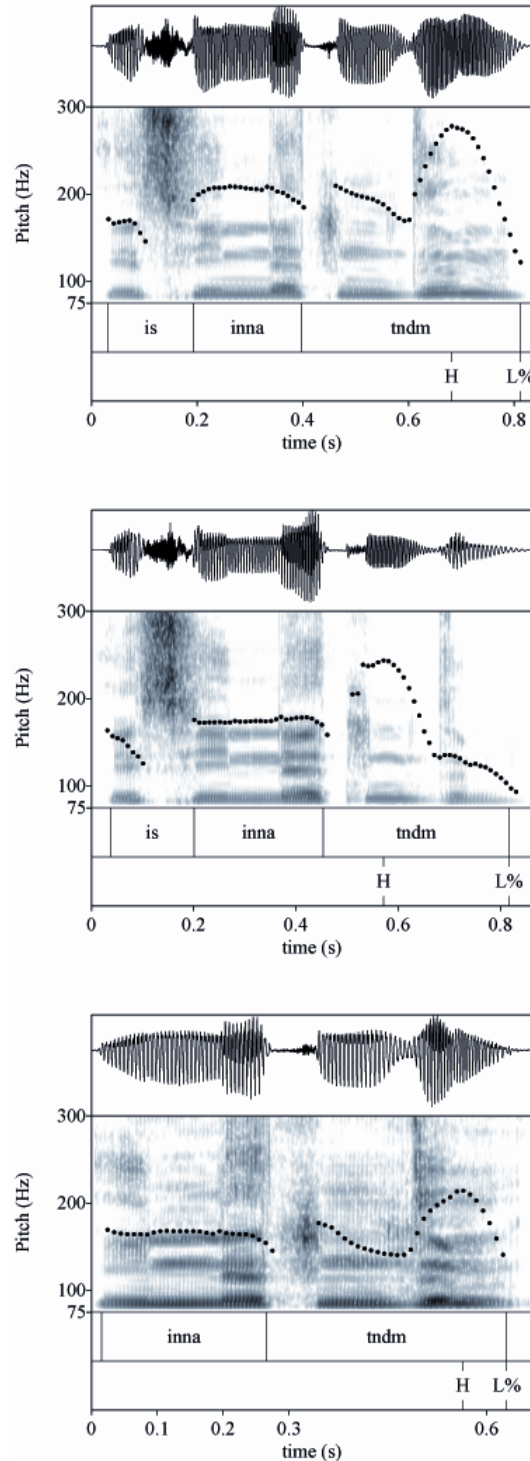 300
200
100
75
Pitch (Hz)
is inna tndm
H L%
0 0.2 0.4 0.6 0.8
time (s)
300
200
100
75
Pitch (Hz)
is inna tndm
H L%
0 0.2 0.4 0.6 0.8
time (s)
300
200
100
75
Pitch (Hz)
inna tndm
H L%
0 0.1 0.2 0.3 0.6
time (s)